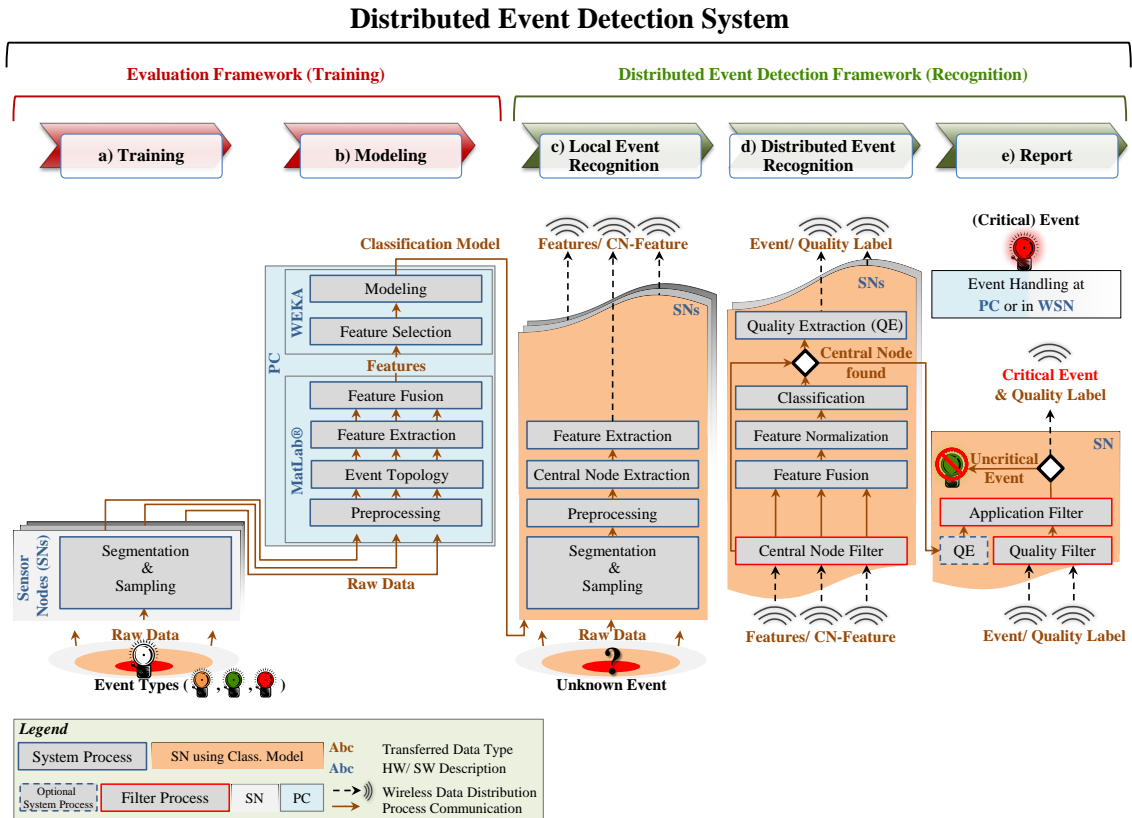 Distributed Event Detection System
Evaluation Framework (Training)
Distributed Event Detection Framework (Recognition)
a) Training
b) Modeling
c) Local Event
Recognition
d) Distributed Event
Recognition
e) Report
Classification Model
PC
WEKA
Modeling
Feature Selection
Features
MatLab®
Feature Fusion
Feature Extraction
Event Topology
Preprocessing
Raw Data
Sensor
Nodes (SNs)
Segmentation
&
Sampling
Raw Data
Event Types ( , , , )
Features/ CN-Feature
SNs
Feature Extraction
Central Node Extraction
Preprocessing
Segmentation
&
Sampling
Raw Data
?
Unknown Event
Event/ Quality Label
SNs
Quality Extraction (QE)
Central Node
found
Classification
Feature Normalization
Feature Fusion
Central Node Filter
Features/ CN-Feature
(Critical) Event
Event Handling at
PC or in WSN
Critical Event
& Quality Label
SN
Uncritical
Event
Application Filter
QE
Quality Filter
Event/ Quality Label
Legend
System Process
SN using Class. Model
Abc Transferred Data Type
Abc HW/ SW Description
Optional
System Process
Filter Process
SN
PC
Wireless Data Distribution
Process Communication